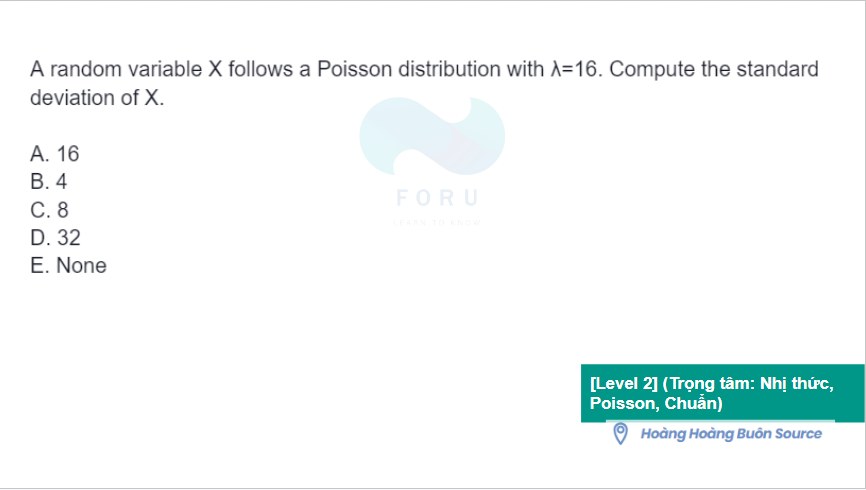 A random variable X follows a Poisson distribution with λ=16. Compute the standard
deviation of X.
A. 16
B. 4
C. 8
D. 32
E. None
FORU
[Level 2] (Trọng tâm: Nhị thức,
Poisson, Chuẩn)
Hoàng Hoàng Buôn Source